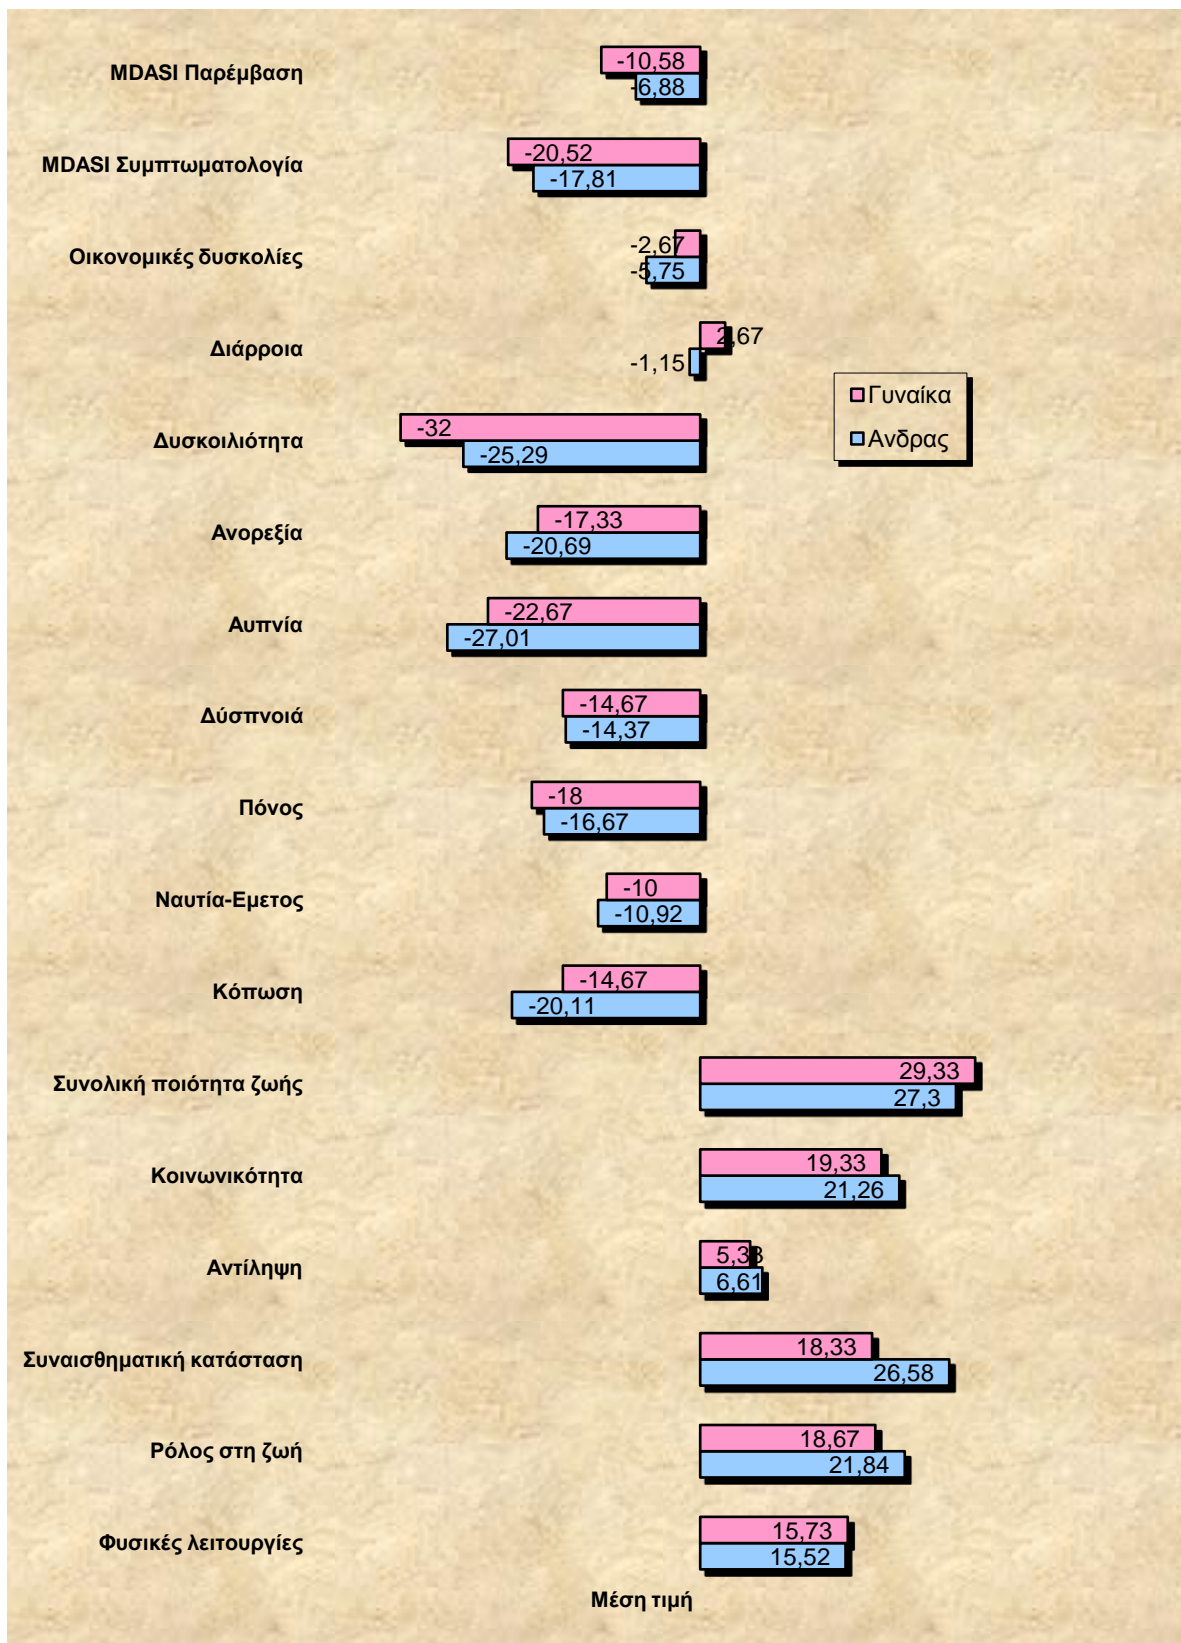 MDASI Παρέμβαση
-10,58
-6,88
MDASI Συμπτωματολογία
-20,52
-17,81
Οικονομικές δυσκολίες
-2,67
-5,75
Διάρροια
2,67
-1,15
Γυναίκα
Ανδρας
Δυσκοιλιότητα
-32
-25,29
Ανορεξία
-17,33
-20,69
Αυπνία
-22,67
-27,01
Δύσπνοιά
-14,67
-14,37
Πόνος
-18
-16,67
Ναυτία-Εμετος
-10
-10,92
Κόπωση
-14,67
-20,11
Συνολική ποιότητα ζωής
29,33
27,3
Κοινωνικότητα
19,33
21,26
Αντίληψη
5,33
6,61
Συναισθηματική κατάσταση
18,33
26,58
Ρόλος στη ζωή
18,67
21,84
Φυσικές λειτουργίες
15,73
15,52
Μέση τιμή